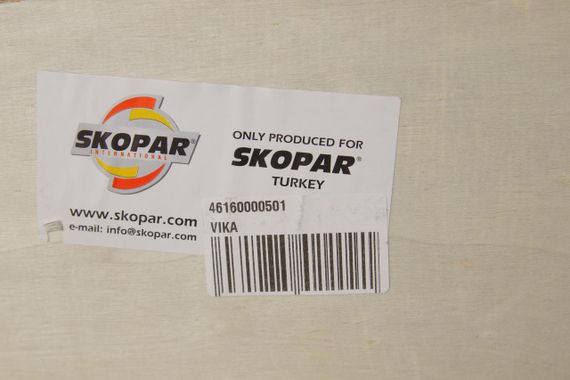 SKOPAR®
INTERNATIONAL
www.skopar.com
e-mail: info@skopar.com
ONLY PRODUCED FOR
SKOPAR®
TURKEY
46160000501
VIKA